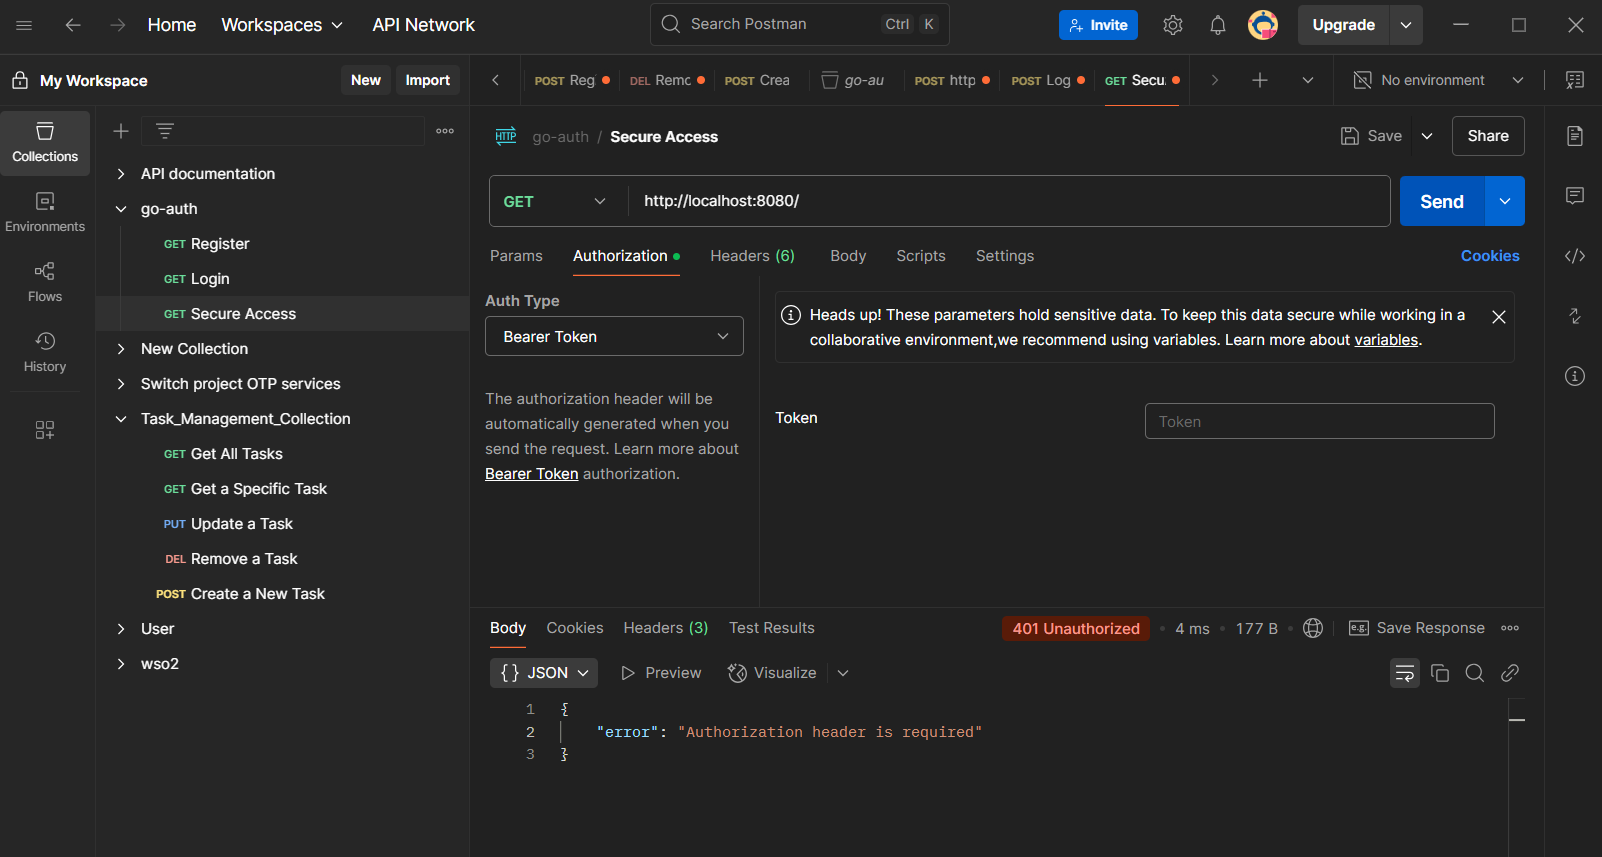 Home Workspaces API Network Search Postman Ctrl K Invite Upgrade
My Workspace New Import
POST Reg DEL Remo POST Crea go-au POST http POST Log GET Secu No environment
Collections
Environments
Flows
History
API documentation
go-auth
GET Register
GET Login
GET Secure Access
New Collection
Switch project OTP services
Task_Management_Collection
GET Get All Tasks
GET Get a Specific Task
PUT Update a Task
DEL Remove a Task
POST Create a New Task
User
wso2
HTTP go-auth / Secure Access Save Share
GET http://localhost:8080/ Send
Params Authorization Headers (6) Body Scripts Settings Cookies
Auth Type
Bearer Token
The authorization header will be
automatically generated when you
send the request. Learn more about
Bearer Token authorization.
Heads up! These parameters hold sensitive data. To keep this data secure while working in a
collaborative environment,we recommend using variables. Learn more about variables.
Token Token
Body Cookies Headers (3) Test Results 401 Unauthorized 4 ms 177 B e.g. Save Response
{} JSON Preview Visualize
1 {
2 "error": "Authorization header is required"
3 }